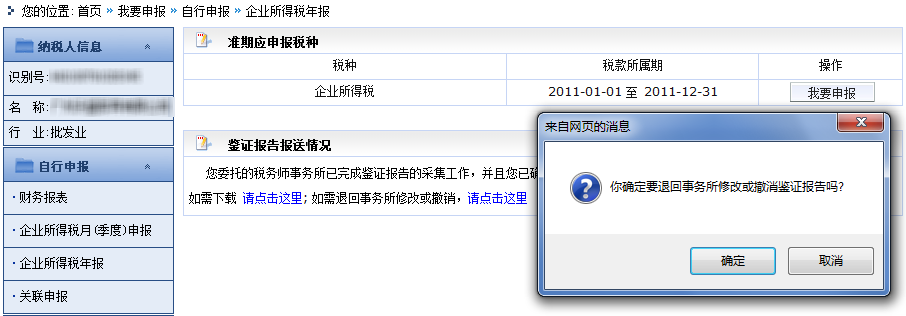 您的位置: 首页 » 我要申报 » 自行申报 » 企业所得税年报
纳税人信息
识别号:
名 称:
行 业:批发业
自行申报
· 财务报表
· 企业所得税月(季度)申报
· 企业所得税年报
· 关联申报
准期应申报税种
税种 税款所属期 操作
企业所得税 2011-01-01 至 2011-12-31 我要申报
鉴证报告报送情况
您委托的税务师事务所已完成鉴证报告的采集工作，并且您已确
如需下载 请点击这里; 如需退回事务所修改或撤销，请点击这里
来自网页的消息
你确定要退回事务所修改或撤消鉴证报告吗?
确定 取消